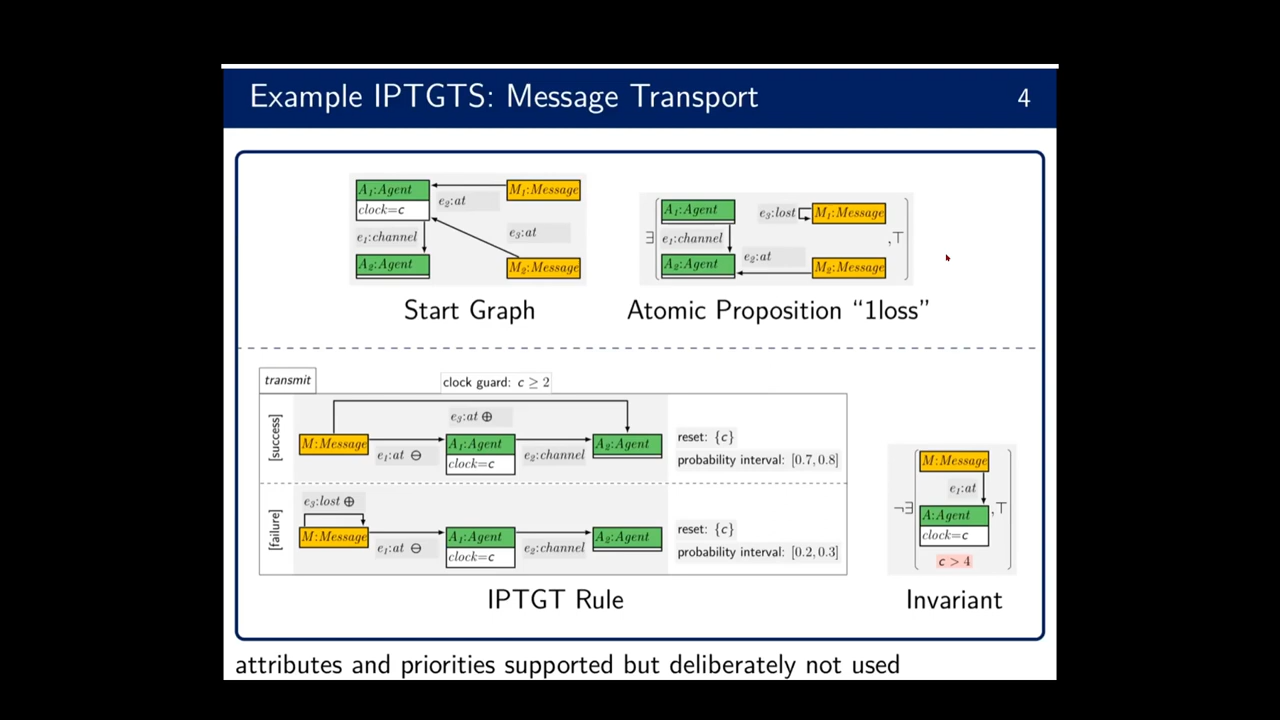 Example IPTGTS: Message Transport 4
A₁:Agent
clock=c
e₂:at
M₁:Message
e₁:channel
e₃:at
A₂:Agent
M₂:Message
Start Graph
∃
A₁:Agent
e₃:lost
M₁:Message
e₁:channel
e₂:at
A₂:Agent
M₂:Message
,⊤
Atomic Proposition “1loss”
transmit
clock guard: c ≥ 2
[success]
e₃:at ⊕
M:Message
e₁:at ⊖
A₁:Agent
clock=c
e₂:channel
A₂:Agent
reset: {c}
probability interval: [0.7, 0.8]
[failure]
e₃:lost ⊕
M:Message
e₁:at ⊖
A₁:Agent
clock=c
e₂:channel
A₂:Agent
reset: {c}
probability interval: [0.2, 0.3]
IPTGT Rule
¬∃
M:Message
e₁:at
A:Agent
clock=c
,⊤
c > 4
Invariant
attributes and priorities supported but deliberately not used